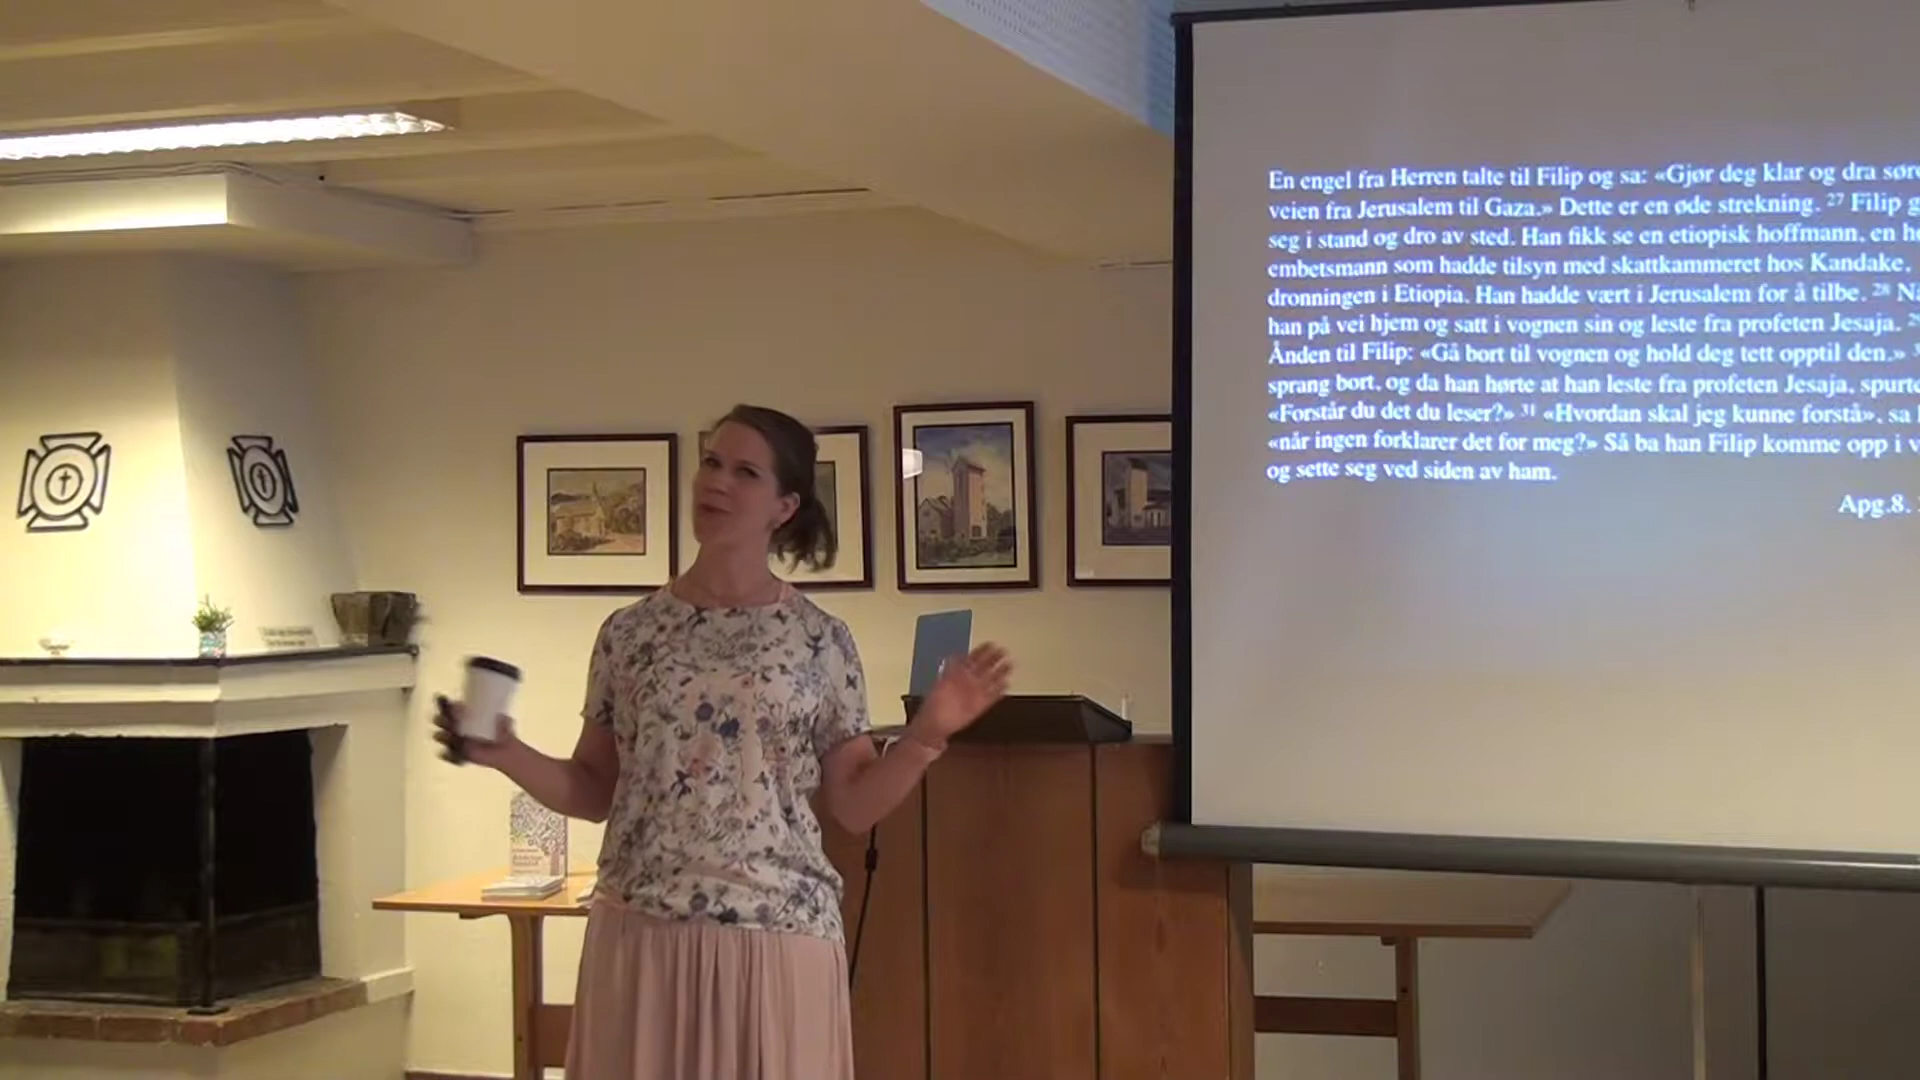 En engel fra Herren talte til Filip og sa: «Gjør deg klar og dra
veien fra Jerusalem til Gaza.» Dette er en øde strekning. 27 Filip
seg i stand og dro av sted. Han fikk se en etiopisk hoffmann, en
embetsmann som hadde tilsyn med skattkammeret hos Kandake,
dronningen i Etiopia. Han hadde vært i Jerusalem for å tilbe. 28
han på vei hjem og satt i vognen sin og leste fra profeten Jesaja.
Ånden til Filip: «Gå bort til vognen og hold deg tett opptil den.»
sprang bort, og da han hørte at han leste fra profeten Jesaja,
«Forstår du det du leser?» 31 «Hvordan skal jeg kunne forstå», sa
«når ingen forklarer det for meg?» Så ba han Filip komme opp i
og sette seg ved siden av ham.
Apg.8.